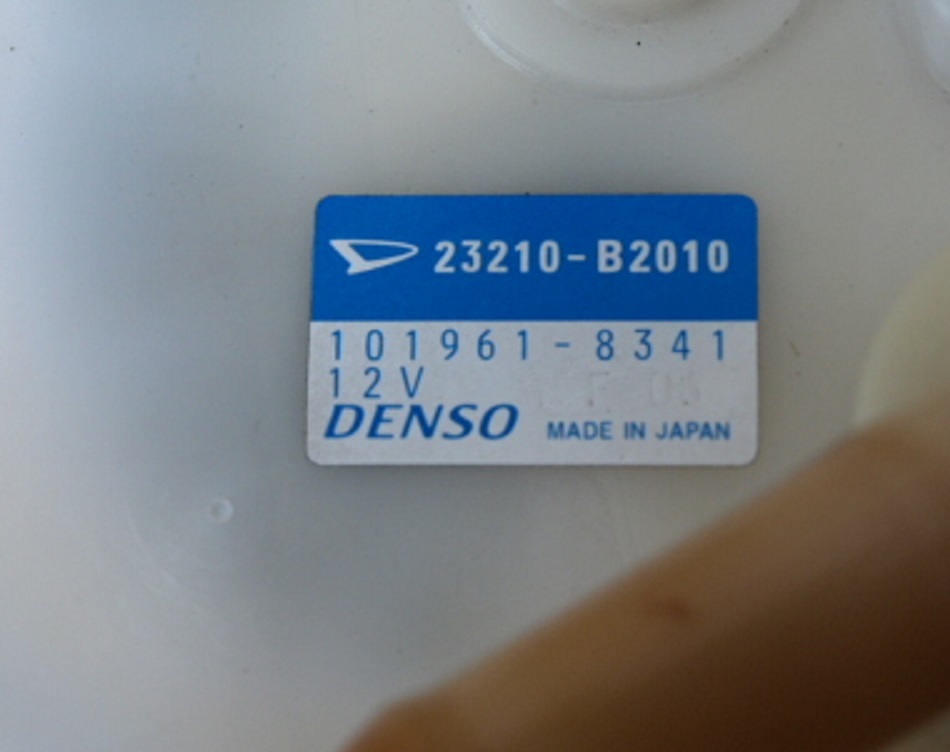 23210-B2010
101961-8341
12V
DENSO MADE IN JAPAN